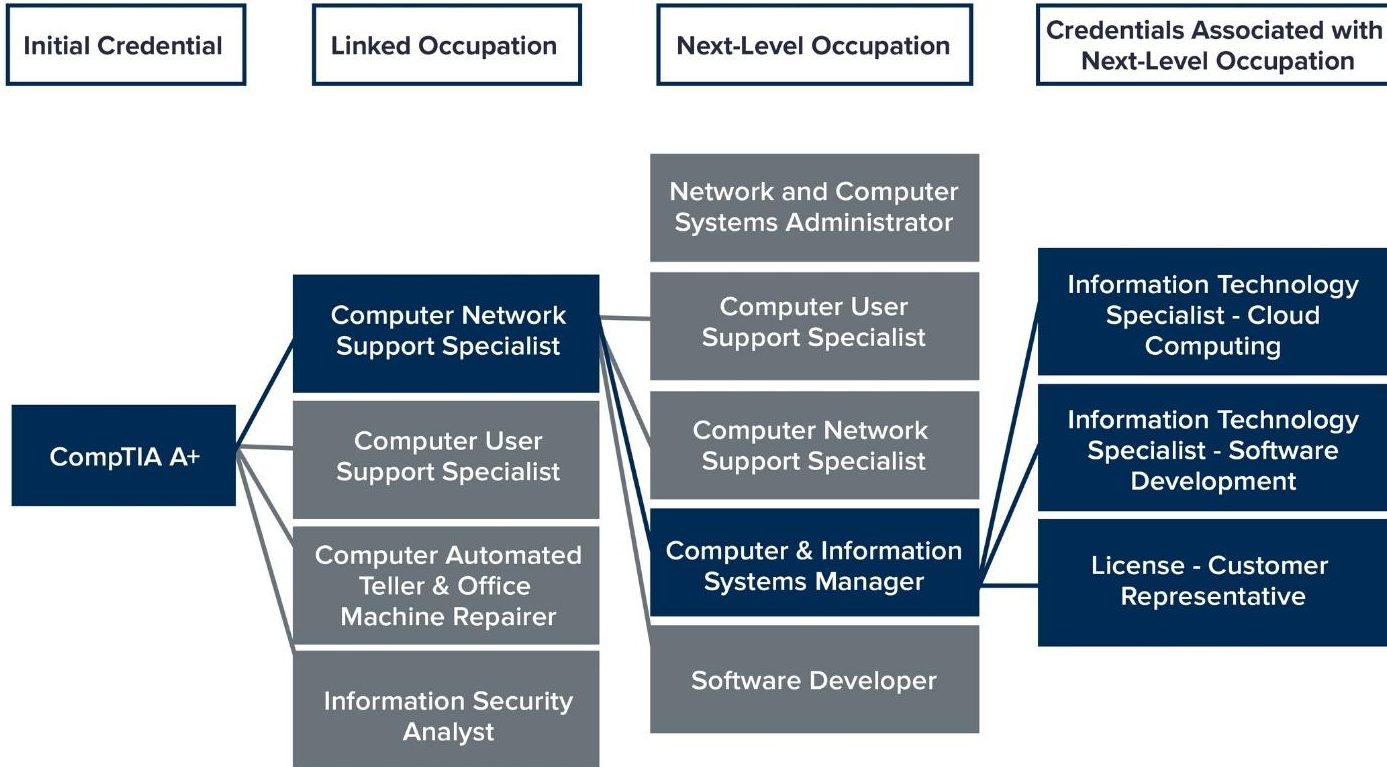 Initial Credential
Linked Occupation
Next-Level Occupation
Credentials Associated with
Next-Level Occupation
CompTIA A+
Computer Network
Support Specialist
Computer User
Support Specialist
Computer Automated
Teller & Office
Machine Repairer
Information Security
Analyst
Network and Computer
Systems Administrator
Computer User
Support Specialist
Computer Network
Support Specialist
Computer & Information
Systems Manager
Software Developer
Information Technology
Specialist - Cloud
Computing
Information Technology
Specialist - Software
Development
License - Customer
Representative